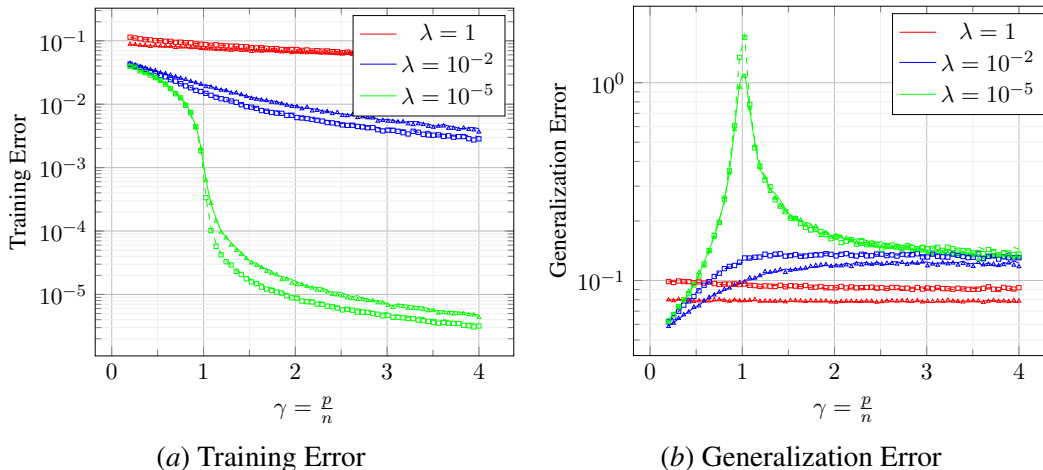 10^{-1}
10^{-2}
10^{-3}
10^{-4}
10^{-5}
Training Error
0 1 2 3 4
γ = p/n
λ = 1
λ = 10^{-2}
λ = 10^{-5}
(a) Training Error
10^{0}
10^{-1}
Generalization Error
0 1 2 3 4
γ = p/n
λ = 1
λ = 10^{-2}
λ = 10^{-5}
(b) Generalization Error